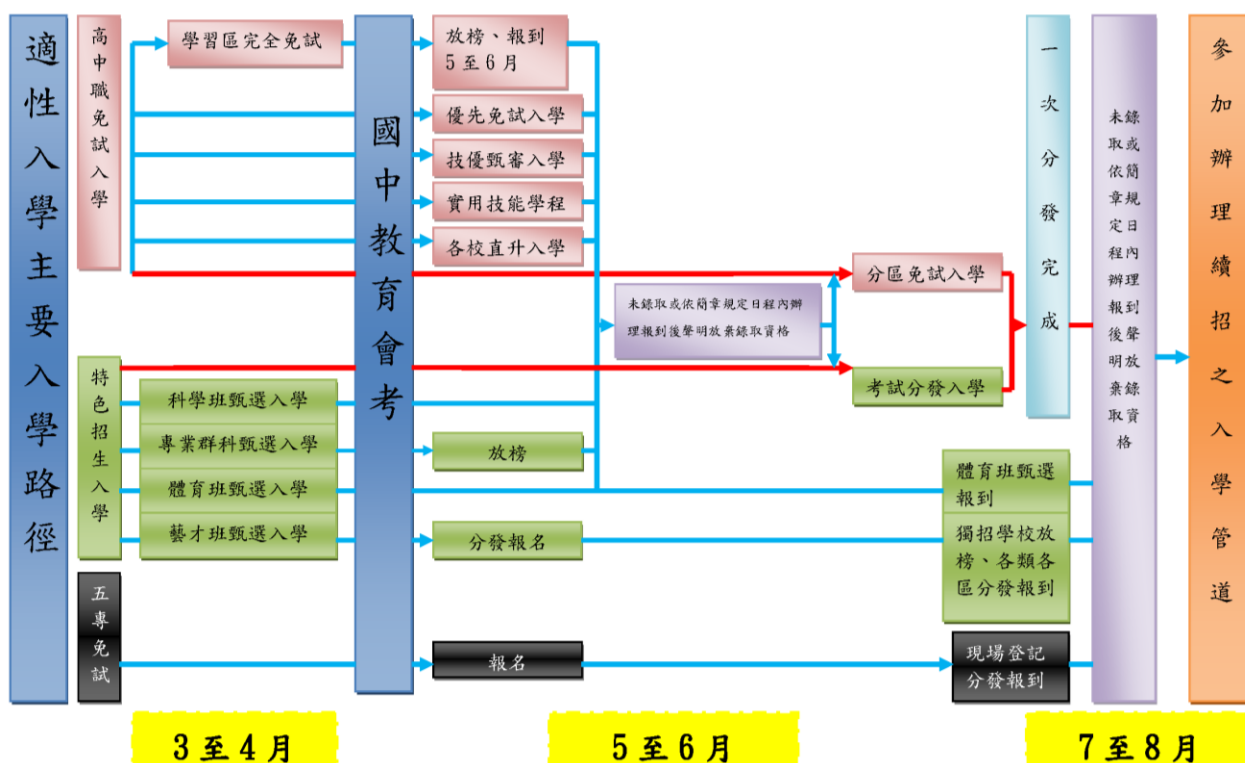 適性入學主要入學路徑
高中職免試入學
學習區完全免試
國中教育會考
放榜、報到
5至6月
優先免試入學
技優甄審入學
實用技能學程
各校直升入學
未錄取或依簡章規定日程內辦
理報到後聲明放棄錄取資格
分區免試入學
考試分發入學
一次分發完成
未錄取或依簡章規定日程內辦理報到後聲明放棄錄取資格
參加辦理續招之入學管道
特色招生入學
科學班甄選入學
專業群科甄選入學
體育班甄選入學
藝才班甄選入學
放榜
分發報名
體育班甄選
報到
獨招學校放
榜、各類各
區分發報到
五專免試
報名
現場登記
分發報到
3至4月
5至6月
7至8月